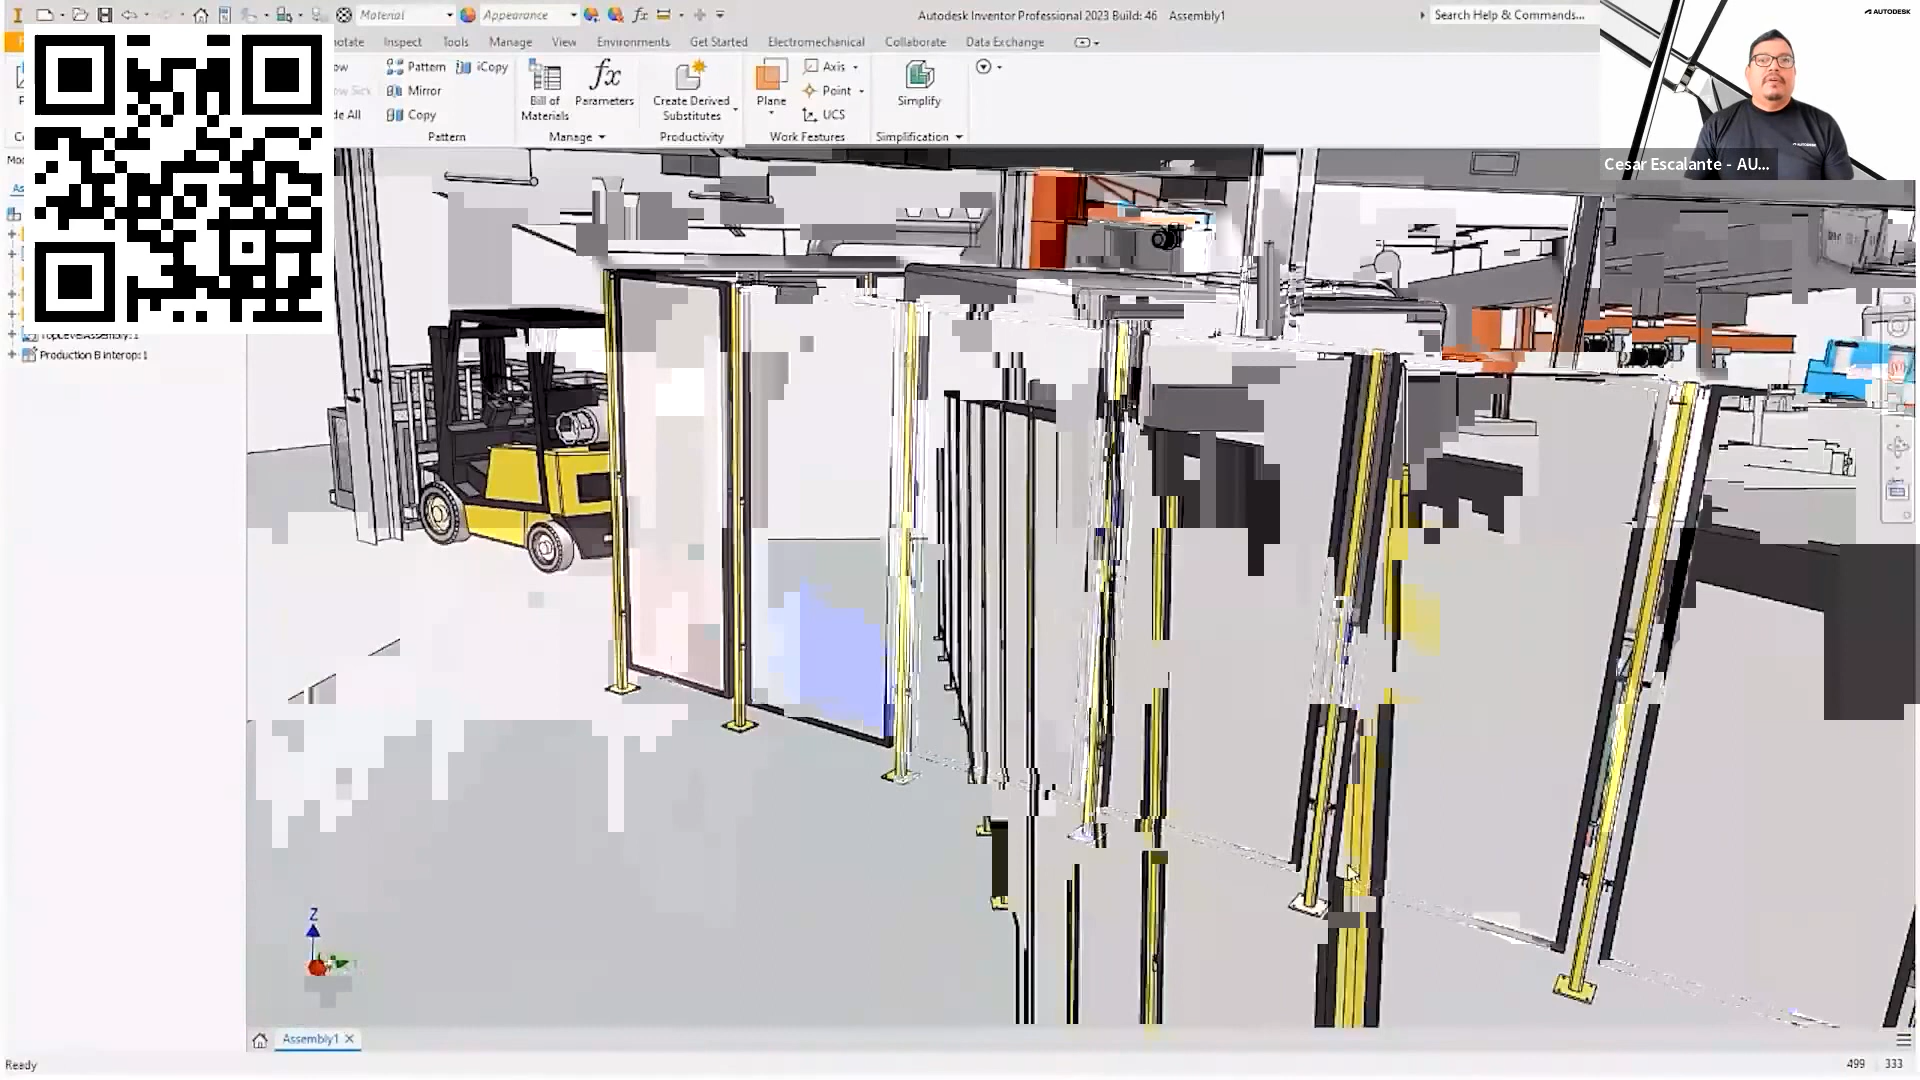 Material
Appearance
fx
Autodesk Inventor Professional 2023 Build: 46 Assembly1
Search Help & Commands...
AUTODESK
Inspect Tools Manage View Environments Get Started Electromechanical Collaborate Data Exchange
Pattern iCopy
Mirror
Copy
Pattern
fx
Bill of Materials
Parameters
Manage
Create Derived Substitutes
Productivity
Plane
Axis
Point
UCS
Work Features
Simplify
Simplification
Cesar Escalante - AU...
Production B interop:1
Z
Assembly1
Ready
499 333